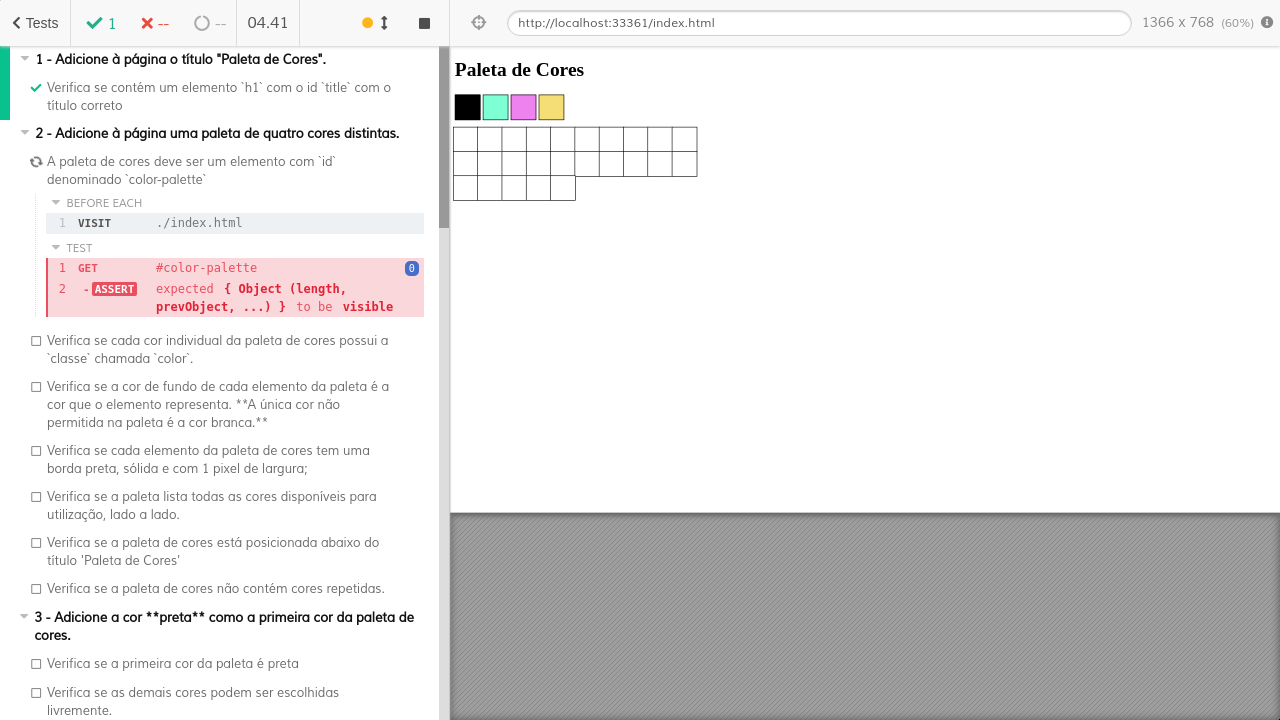 Tests
1
--
--
04.41
http://localhost:33361/index.html
1366 x 768 (60%)
1 - Adicione à página o título "Paleta de Cores".
Verifica se contém um elemento `h1` com o id `title` com o
título correto
2 - Adicione à página uma paleta de quatro cores distintas.
A paleta de cores deve ser um elemento com `id`
denominado `color-palette`
BEFORE EACH
1 VISIT ./index.html
TEST
1 GET #color-palette 0
2 -ASSERT expected { Object (length,
prevObject, ...) } to be visible
Verifica se cada cor individual da paleta de cores possui a
`classe` chamada `color`.
Verifica se a cor de fundo de cada elemento da paleta é a
cor que o elemento representa. **A única cor não
permitida na paleta é a cor branca.**
Verifica se cada elemento da paleta de cores tem uma
borda preta, sólida e com 1 pixel de largura;
Verifica se a paleta lista todas as cores disponíveis para
utilização, lado a lado.
Verifica se a paleta de cores está posicionada abaixo do
título 'Paleta de Cores'
Verifica se a paleta de cores não contém cores repetidas.
3 - Adicione a cor **preta** como a primeira cor da paleta de
cores.
Verifica se a primeira cor da paleta é preta
Verifica se as demais cores podem ser escolhidas
livremente.
Paleta de Cores